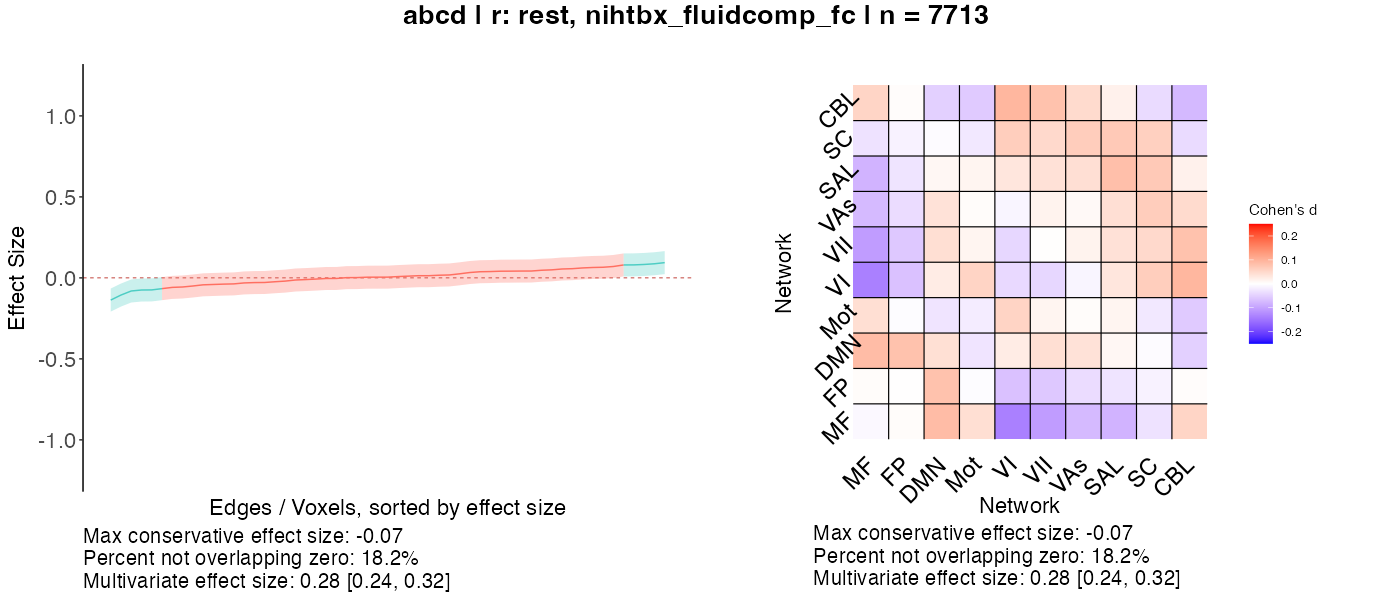 abcd | r: rest, nihtbx_fluidcomp_fc | n = 7713
Effect Size
1.0
0.5
0.0
-0.5
-1.0
Edges / Voxels, sorted by effect size
Max conservative effect size: -0.07
Percent not overlapping zero: 18.2%
Multivariate effect size: 0.28 [0.24, 0.32]
Network
CBL
SC
SAL
VAs
VII
VI
Mot
DMN
FP
MF
MF FP DMN Mot VI VII VAs SAL SC CBL
Network
Max conservative effect size: -0.07
Percent not overlapping zero: 18.2%
Multivariate effect size: 0.28 [0.24, 0.32]
Cohen's d
0.2
0.1
0.0
-0.1
-0.2